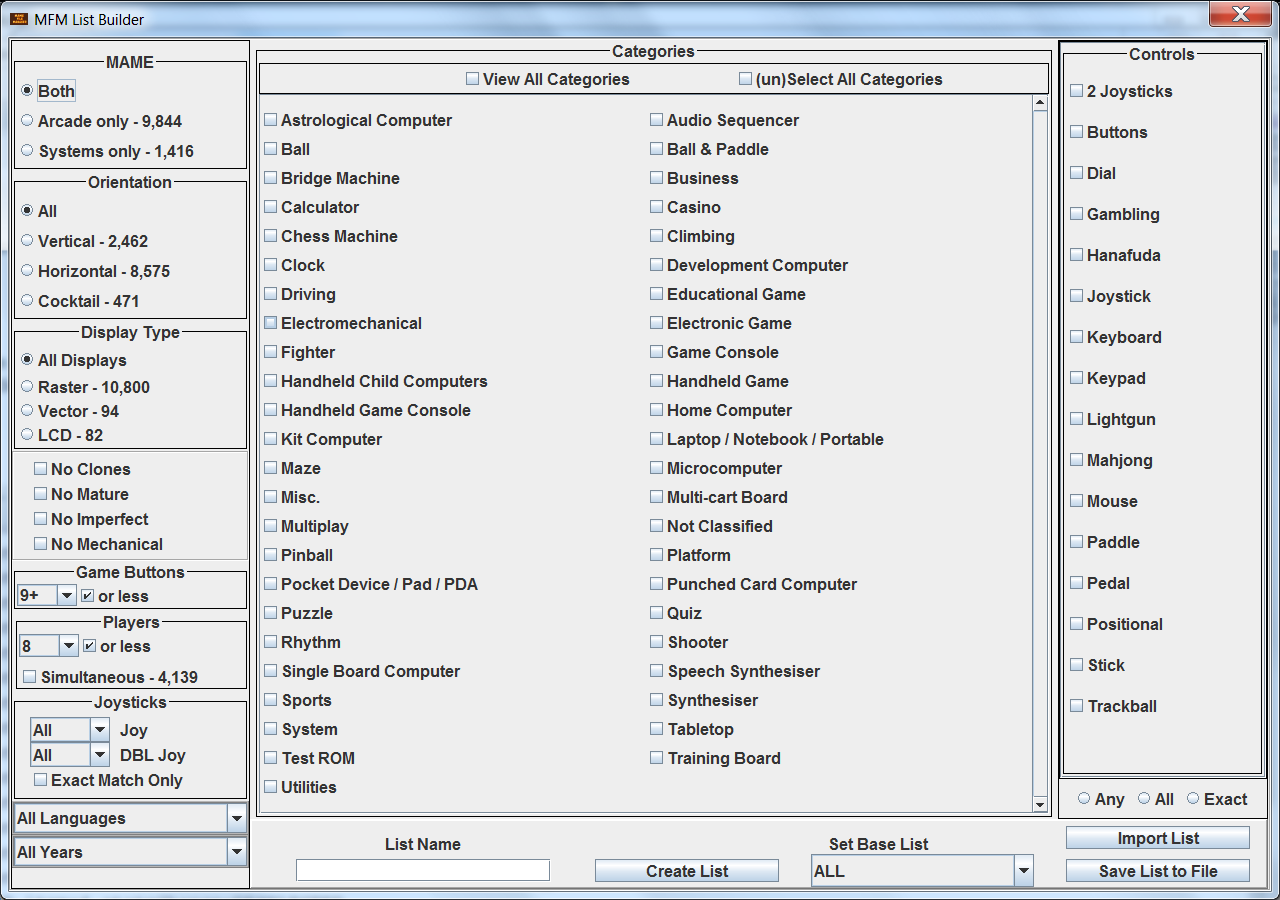 MFM List Builder
MAME
Both
Arcade only - 9,844
Systems only - 1,416
Orientation
All
Vertical - 2,462
Horizontal - 8,575
Cocktail - 471
Display Type
All Displays
Raster - 10,800
Vector - 94
LCD - 82
No Clones
No Mature
No Imperfect
No Mechanical
Game Buttons
9+ or less
Players
8 or less
Simultaneous - 4,139
Joysticks
All Joy
All DBL Joy
Exact Match Only
All Languages
All Years
Categories
View All Categories (un)Select All Categories
Astrological Computer Audio Sequencer
Ball Ball & Paddle
Bridge Machine Business
Calculator Casino
Chess Machine Climbing
Clock Development Computer
Driving Educational Game
Electromechanical Electronic Game
Fighter Game Console
Handheld Child Computers Handheld Game
Handheld Game Console Home Computer
Kit Computer Laptop / Notebook / Portable
Maze Microcomputer
Misc. Multi-cart Board
Multiplay Not Classified
Pinball Platform
Pocket Device / Pad / PDA Punched Card Computer
Puzzle Quiz
Rhythm Shooter
Single Board Computer Speech Synthesiser
Sports Synthesiser
System Tabletop
Test ROM Training Board
Utilities
List Name
Create List
Set Base List
ALL
Controls
2 Joysticks
Buttons
Dial
Gambling
Hanafuda
Joystick
Keyboard
Keypad
Lightgun
Mahjong
Mouse
Paddle
Pedal
Positional
Stick
Trackball
Any All Exact
Import List
Save List to File